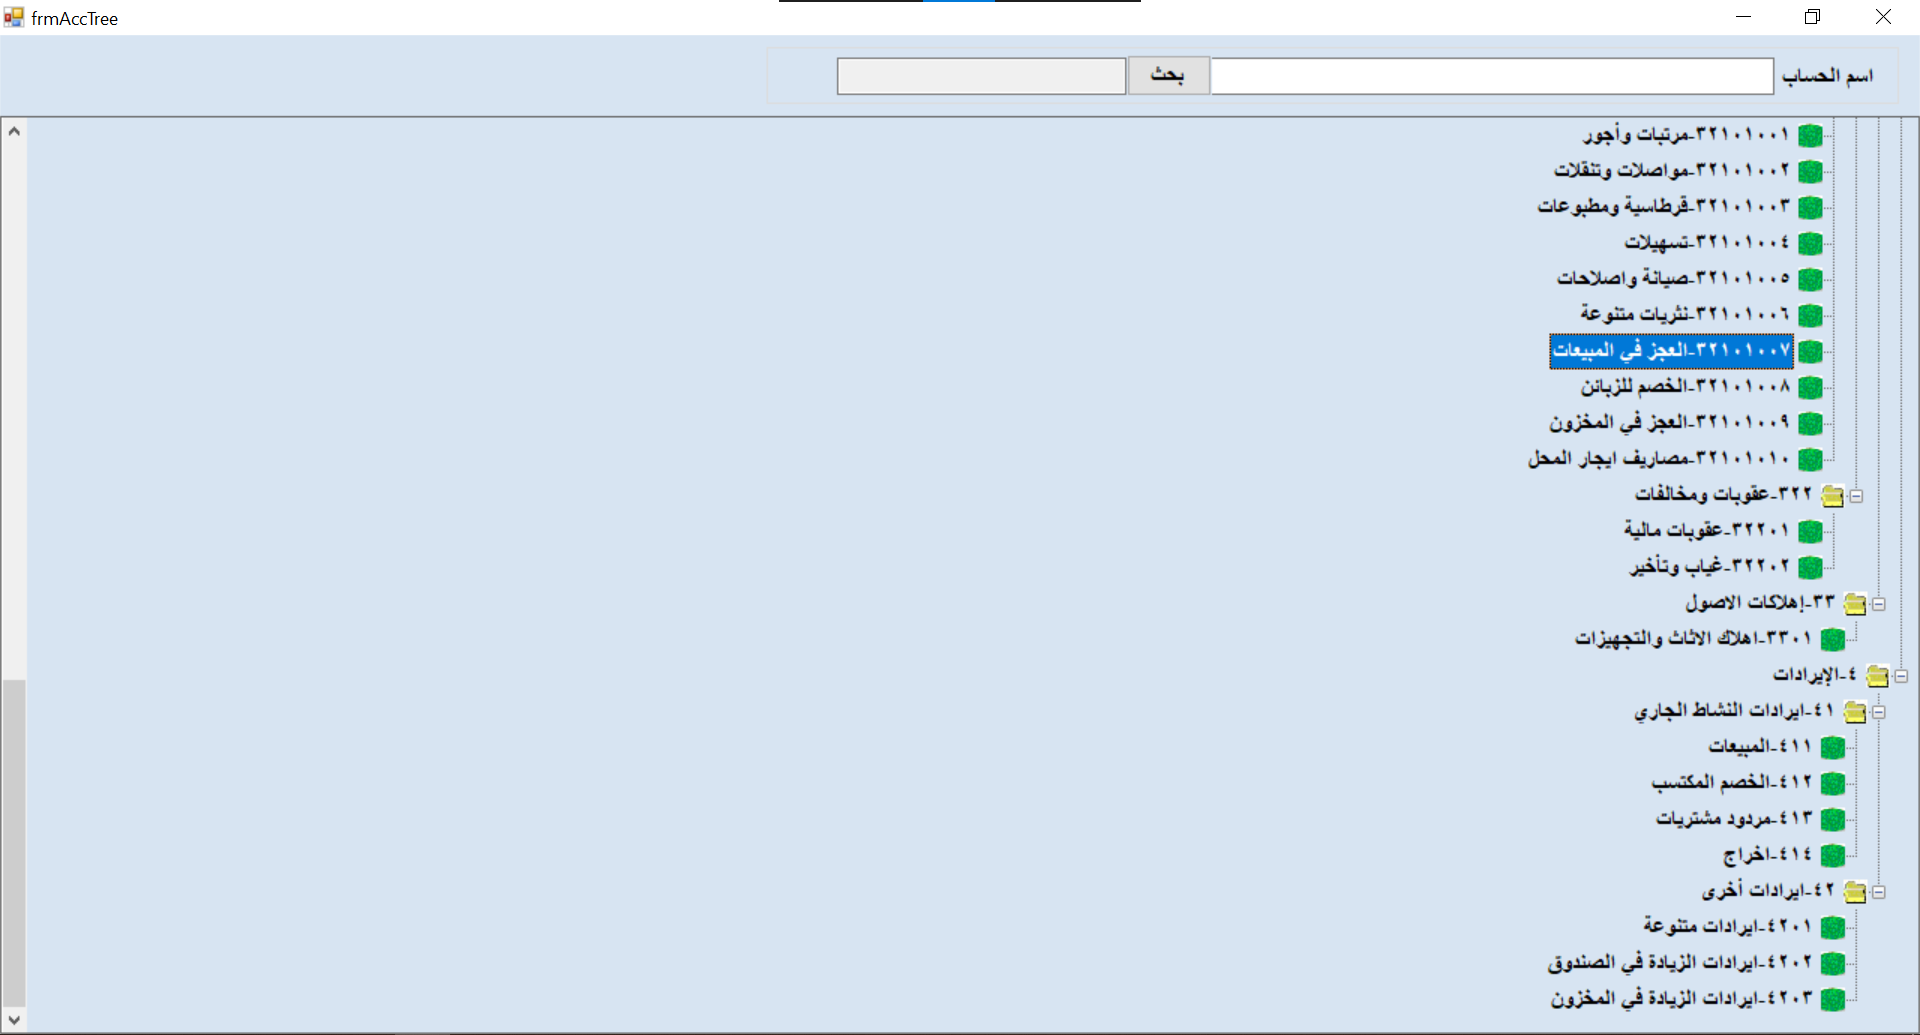 frmAccTree
اسم الحساب
بحث
٣٢١٠١٠٠١-مرتبات وأجور
٣٢١٠١٠٠٢-مواصلات وتنقلات
٣٢١٠١٠٠٣-قرطاسية ومطبوعات
٣٢١٠١٠٠٤-تسهيلات
٣٢١٠١٠٠٥-صيانة واصلاحات
٣٢١٠١٠٠٦-نثريات متنوعة
٣٢١٠١٠٠٧-العجز في المبيعات
٣٢١٠١٠٠٨-الخصم للزبائن
٣٢١٠١٠٠٩-العجز في المخزون
٣٢١٠١٠١٠-مصاريف ايجار المحل
٣٢٢-عقوبات ومخالفات
٣٢٢٠١-عقوبات مالية
٣٢٢٠٢-غياب وتأخير
٣٣-إهلاكات الاصول
٣٣٠١-اهلاك الاثاث والتجهيزات
٤-الإيرادات
٤١-ايرادات النشاط الجاري
٤١١-المبيعات
٤١٢-الخصم المكتسب
٤١٣-مردود مشتريات
٤١٤-اخراج
٤٢-ايرادات أخرى
٤٢٠١-ايرادات متنوعة
٤٢٠٢-ايرادات الزيادة في الصندوق
٤٢٠٣-ايرادات الزيادة في المخزون